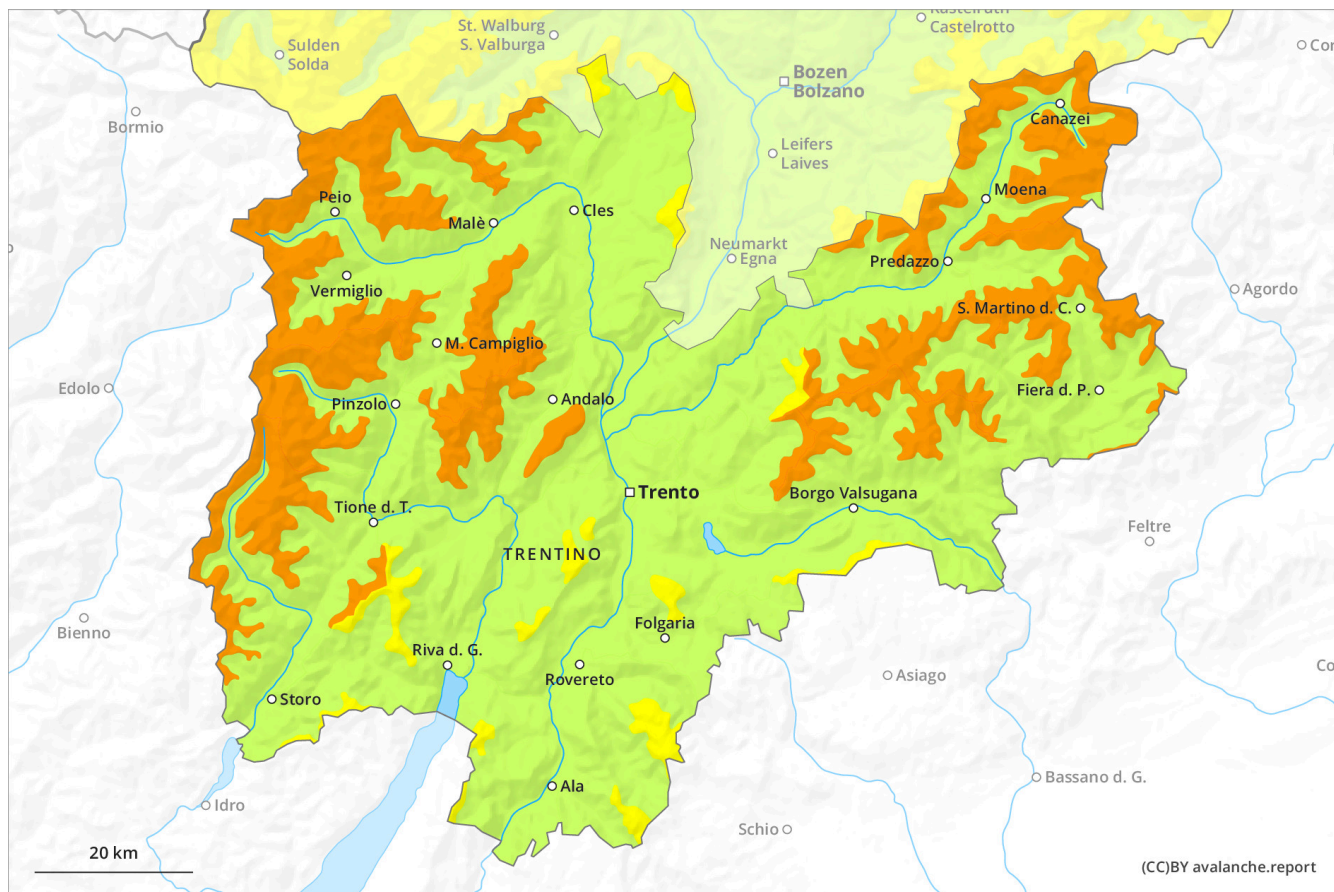 Kastelruth
Castelrotto
St. Walburg
S. Valburga
Sulden
Solda
Cor
Bozen
Bolzano
Bormio
Canazei
Leifers
Laives
Moena
Peio
Malè
Cles
Neumarkt
Egna
Predazzo
Vermiglio
Agordo
S. Martino d. C.
M. Campiglio
Edolo
Fiera d. P.
Andalo
Pinzolo
Trento
Borgo Valsugana
Tione d. T.
Feltre
TRENTINO
Bienno
Folgaria
Riva d. G.
Rovereto
Asiago
Co
Storo
Bassano d. G.
Ala
Idro
Schio
20 km
(CC)BY avalanche.report